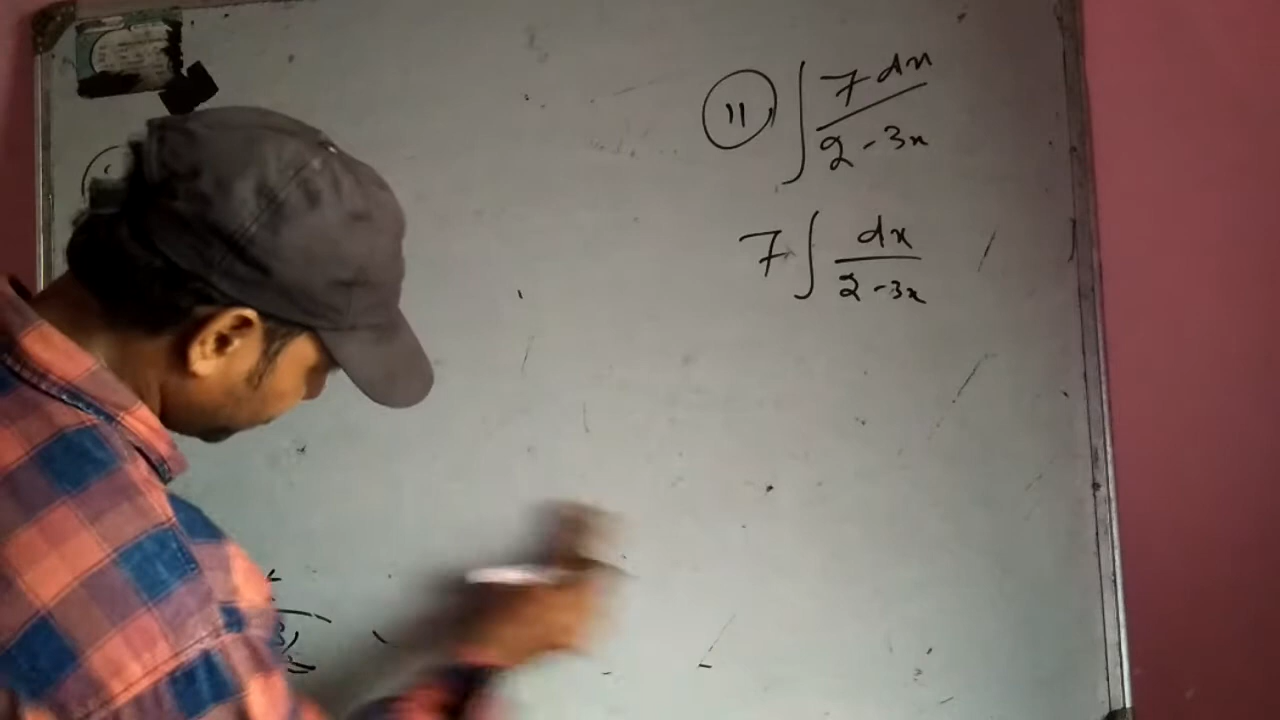 11 ∫ 7 dx / 2 - 3x
7 ∫ dx / 2 - 3x